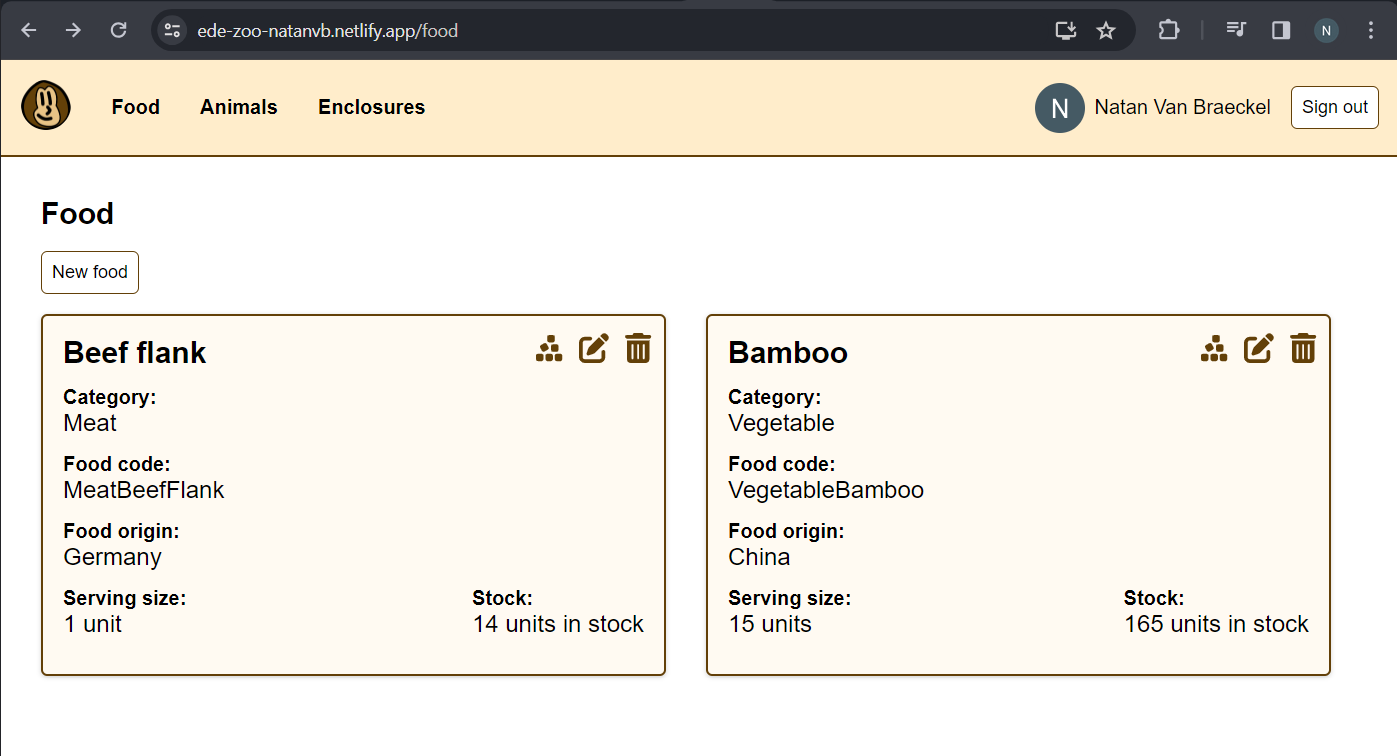 ede-zoo-natanvb.netlify.app/food
N
Food Animals Enclosures
N Natan Van Braeckel Sign out
Food
New food
Beef flank
Category:
Meat
Food code:
MeatBeefFlank
Food origin:
Germany
Serving size: Stock:
1 unit 14 units in stock
Bamboo
Category:
Vegetable
Food code:
VegetableBamboo
Food origin:
China
Serving size: Stock:
15 units 165 units in stock